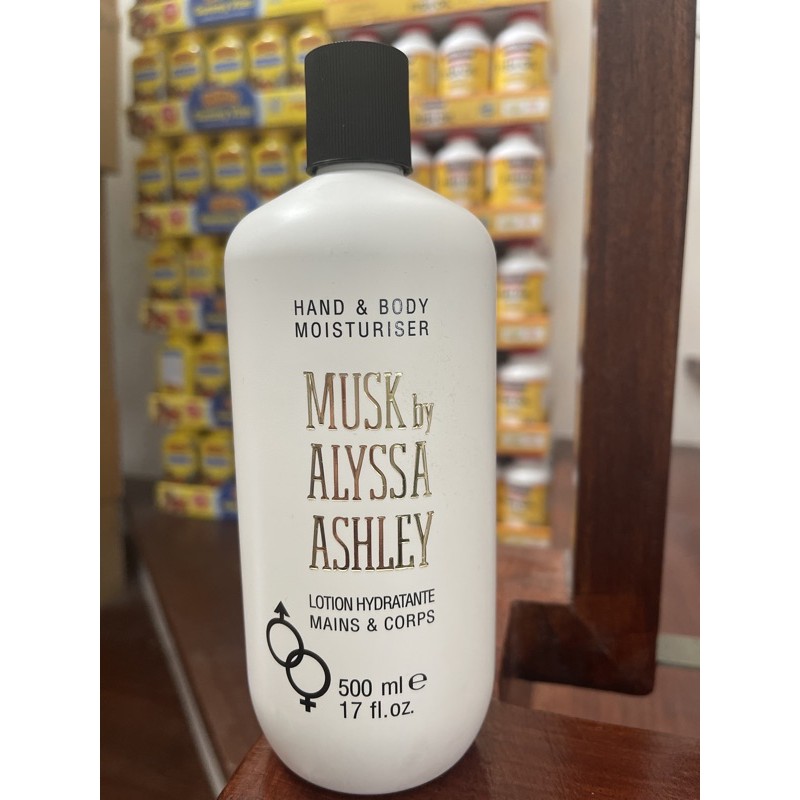 HAND & BODY
MOISTURISER
MUSK by
ALYSSA
ASHLEY
LOTION HYDRATANTE
MAINS & CORPS
500 ml e
17 fl.oz.